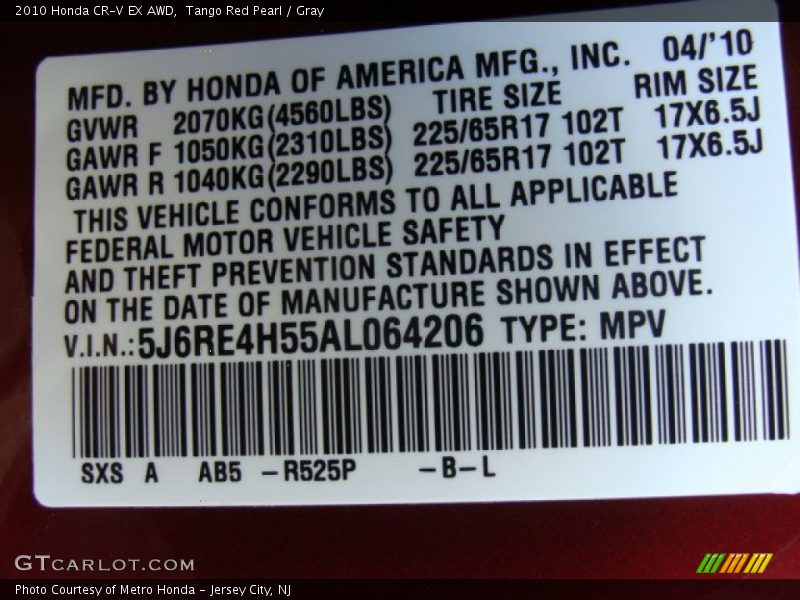 2010 Honda CR-V EX AWD,  Tango Red Pearl / Gray
MFD. BY HONDA OF AMERICA MFG., INC. 04/'10
GVWR 2070KG(4560LBS) TIRE SIZE RIM SIZE
GAWR F 1050KG(2310LBS) 225/65R17 102T 17X6.5J
GAWR R 1040KG(2290LBS) 225/65R17 102T 17X6.5J
THIS VEHICLE CONFORMS TO ALL APPLICABLE
FEDERAL MOTOR VEHICLE SAFETY
AND THEFT PREVENTION STANDARDS IN EFFECT
ON THE DATE OF MANUFACTURE SHOWN ABOVE.
V.I.N.:5J6RE4H55AL064206 TYPE: MPV
SXS A AB5 -R525P -B-L
GTCARLOT.COM
Photo Courtesy of Metro Honda - Jersey City, NJ